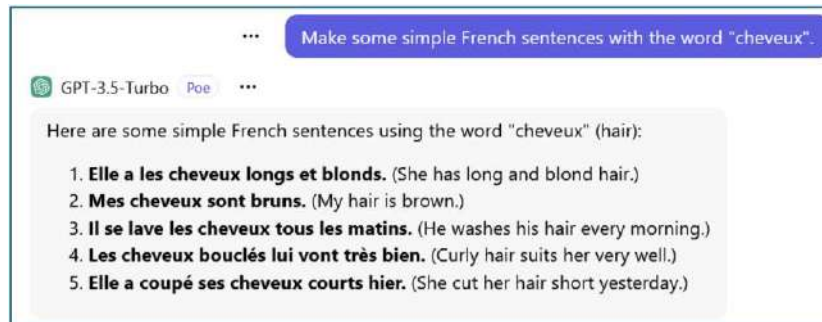 Make some simple French sentences with the word "cheveux".
GPT-3.5-Turbo Poe
Here are some simple French sentences using the word "cheveux" (hair):
1. Elle a les cheveux longs et blonds. (She has long and blond hair.)
2. Mes cheveux sont bruns. (My hair is brown.)
3. Il se lave les cheveux tous les matins. (He washes his hair every morning.)
4. Les cheveux bouclés lui vont très bien. (Curly hair suits her very well.)
5. Elle a coupé ses cheveux courts hier. (She cut her hair short yesterday.)